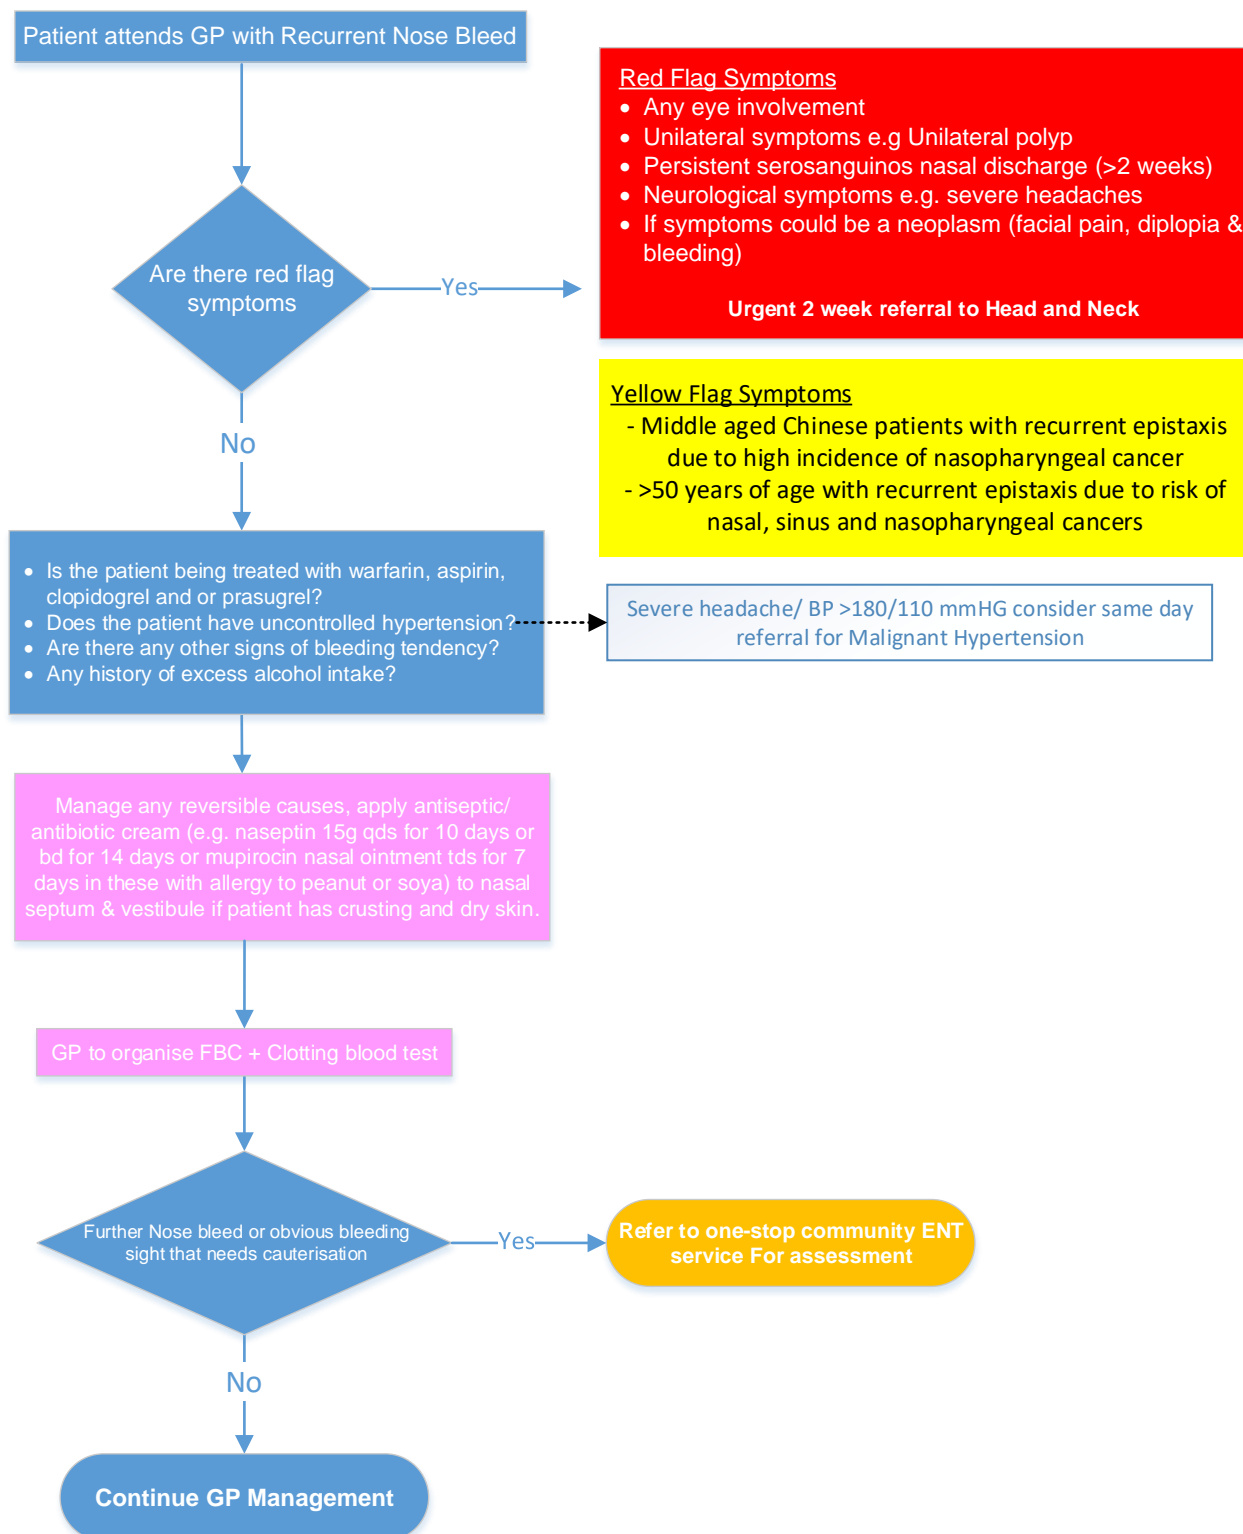 Patient attends GP with Recurrent Nose Bleed
Red Flag Symptoms
• Any eye involvement
• Unilateral symptoms e.g Unilateral polyp
• Persistent serosanguinos nasal discharge (>2 weeks)
• Neurological symptoms e.g. severe headaches
• If symptoms could be a neoplasm (facial pain, diplopia &
bleeding)
Urgent 2 week referral to Head and Neck
Are there red flag
symptoms
Yes
Yellow Flag Symptoms
- Middle aged Chinese patients with recurrent epistaxis
due to high incidence of nasopharyngeal cancer
- >50 years of age with recurrent epistaxis due to risk of
nasal, sinus and nasopharyngeal cancers
No
• Is the patient being treated with warfarin, aspirin,
clopidogrel and or prasugrel?
• Does the patient have uncontrolled hypertension?
• Are there any other signs of bleeding tendency?
• Any history of excess alcohol intake?
Severe headache/ BP >180/110 mmHG consider same day
referral for Malignant Hypertension
Manage any reversible causes, apply antiseptic/
antibiotic cream (e.g. naseptin 15g qds for 10 days or
bd for 14 days or mupirocin nasal ointment tds for 7
days in these with allergy to peanut or soya) to nasal
septum & vestibule if patient has crusting and dry skin.
GP to organise FBC + Clotting blood test
Further Nose bleed or obvious bleeding
sight that needs cauterisation
Yes
Refer to one-stop community ENT
service For assessment
No
Continue GP Management